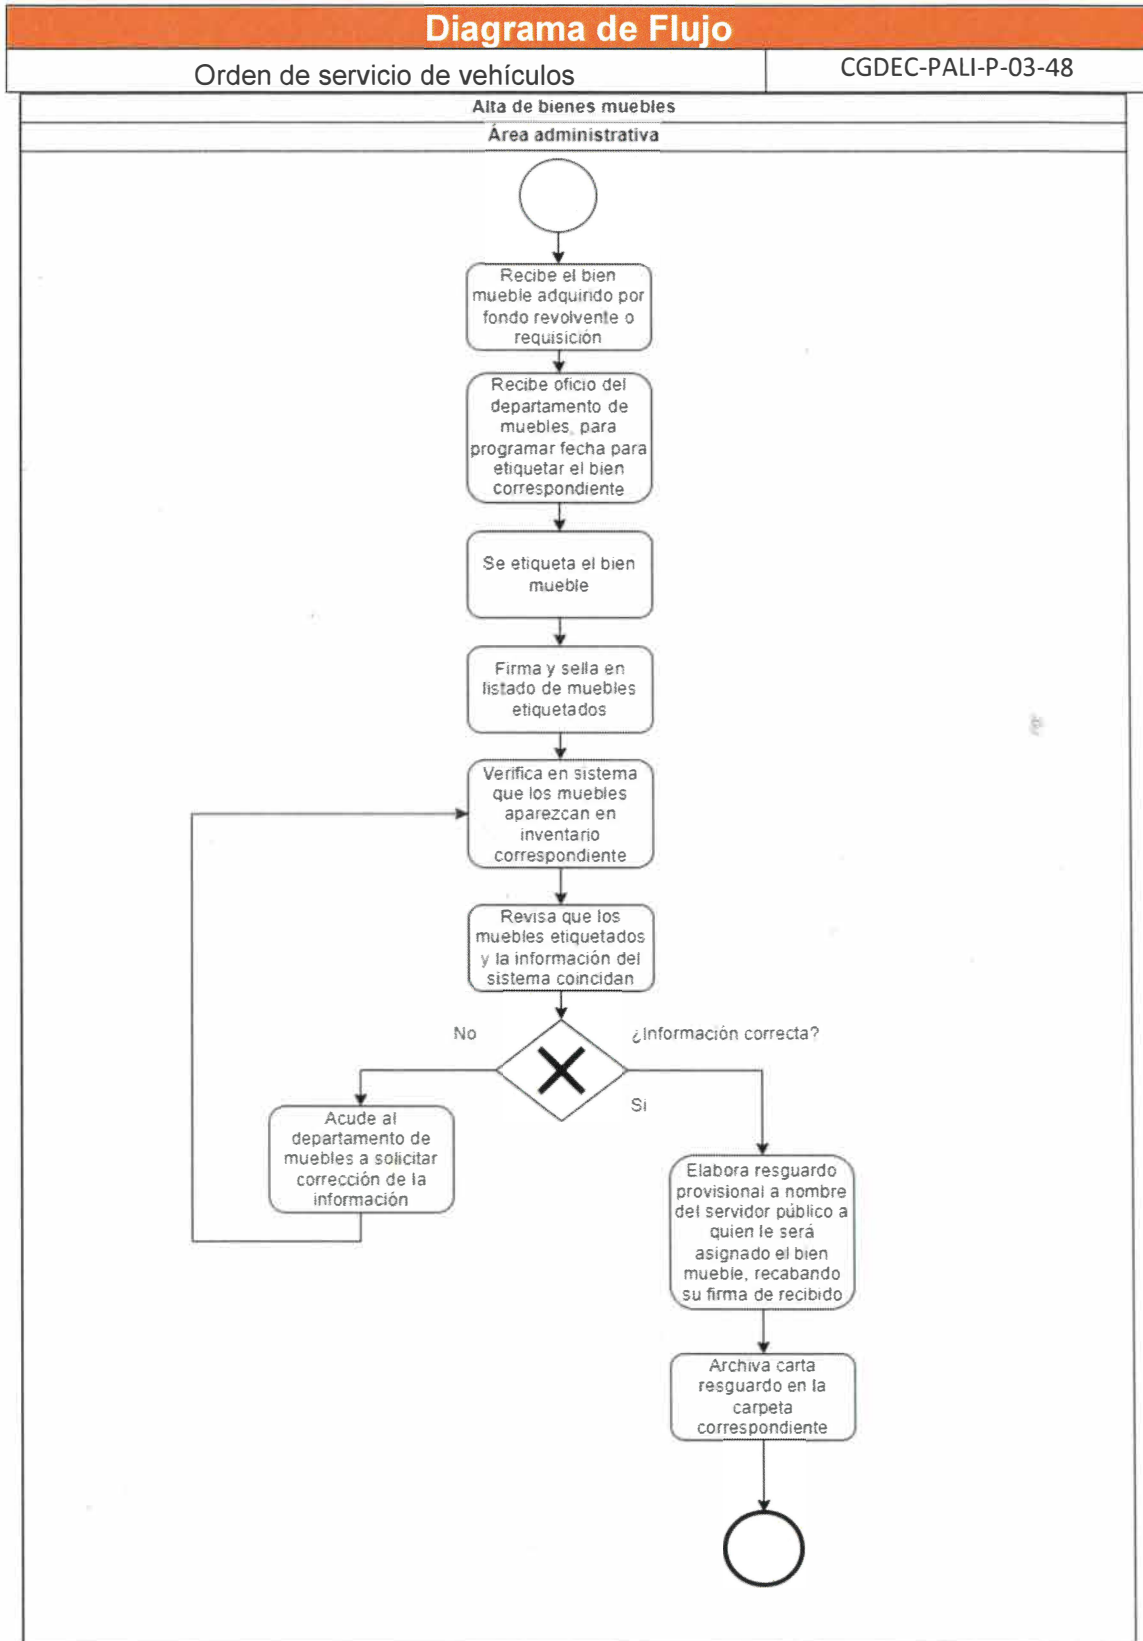 Diagrama de Flujo
Orden de servicio de vehículos
CGDEC-PALI-P-03-48
Alta de bienes muebles
Área administrativa
Recibe el bien
mueble adquirido por
fondo revolvente o
requisición
Recibe oficio del
departamento de
muebles, para
programar fecha para
etiquetar el bien
correspondiente
Se etiqueta el bien
mueble
Firma y sella en
listado de muebles
etiquetados
Verifica en sistema
que los muebles
aparezcan en
inventario
correspondiente
Revisa que los
muebles etiquetados
y la información del
sistema coincidan
No
¿Información correcta?
Si
Acude al
departamento de
muebles a solicitar
corrección de la
información
Elabora resguardo
provisional a nombre
del servidor público a
quien le será
asignado el bien
mueble, recabando
su firma de recibido
Archiva carta
resguardo en la
carpeta
correspondiente